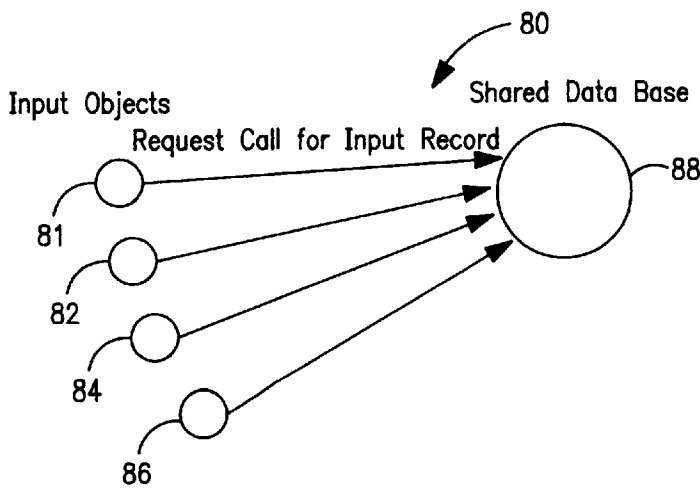 80
Input Objects
Shared Data Base
Request Call for Input Record
88
81
82
84
86